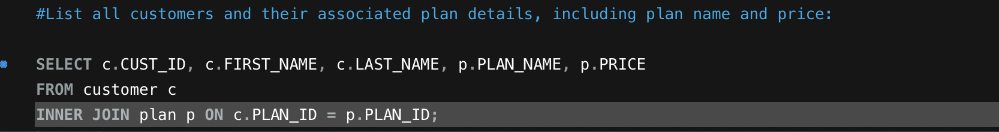 #List all customers and their associated plan details, including plan name and price:
SELECT c.CUST_ID, c.FIRST_NAME, c.LAST_NAME, p.PLAN_NAME, p.PRICE
FROM customer c
INNER JOIN plan p ON c.PLAN_ID = p.PLAN_ID;